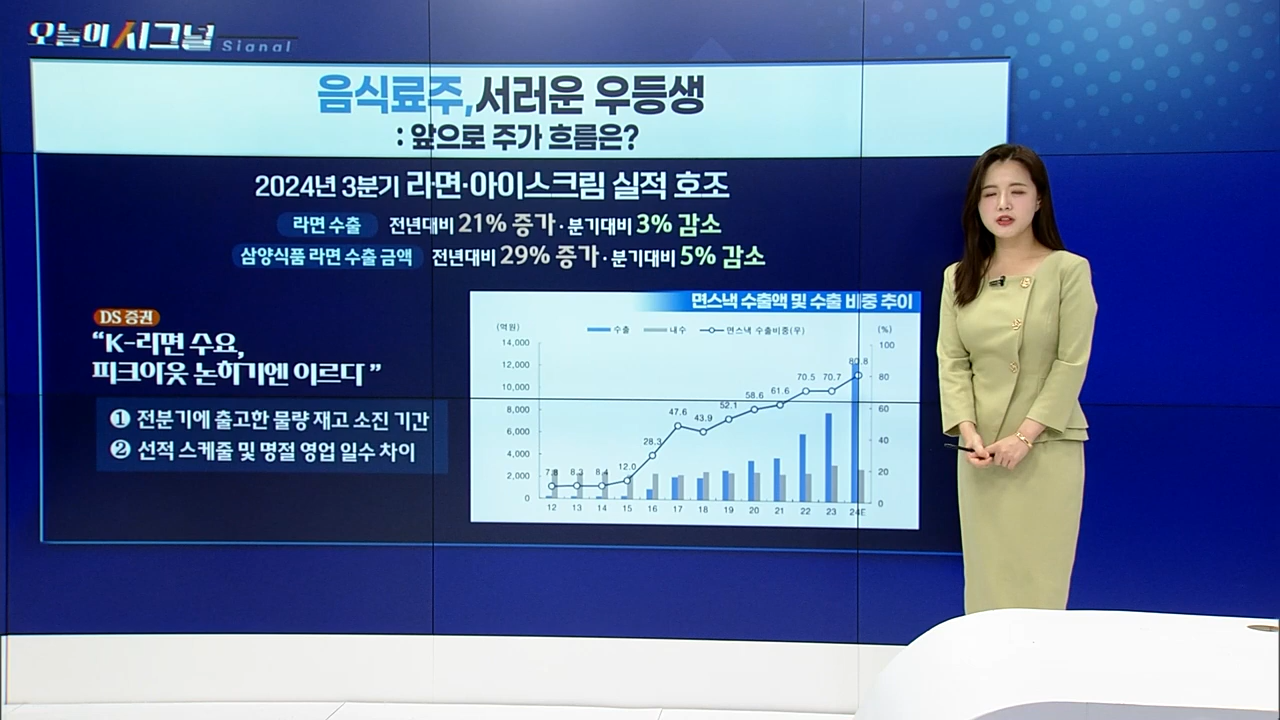 오늘의 시그널 Signal
음식료주, 서러운 우등생
: 앞으로 주가 흐름은?
2024년 3분기 라면·아이스크림 실적 호조
라면 수출 전년대비 21% 증가 · 분기대비 3% 감소
삼양식품 라면 수출 금액 전년대비 29% 증가 · 분기대비 5% 감소
DS 증권
“K-라면 수요,
피크아웃 논하기엔 이르다”
❶ 전분기에 출고한 물량 재고 소진 기간
❷ 선적 스케줄 및 명절 영업 일수 차이
면스낵 수출액 및 수출 비중 추이
(억원) 수출 내수 면스낵 수출비중(우) (%)
14,000 100
12,000 80.8
10,000 80
70.5 70.7
8,000 58.6 61.6 60
6,000 47.6 43.9 52.1
4,000 28.3 40
2,000 7.8 8.3 8.4 12.0 20
0 0
12 13 14 15 16 17 18 19 20 21 22 23 24E